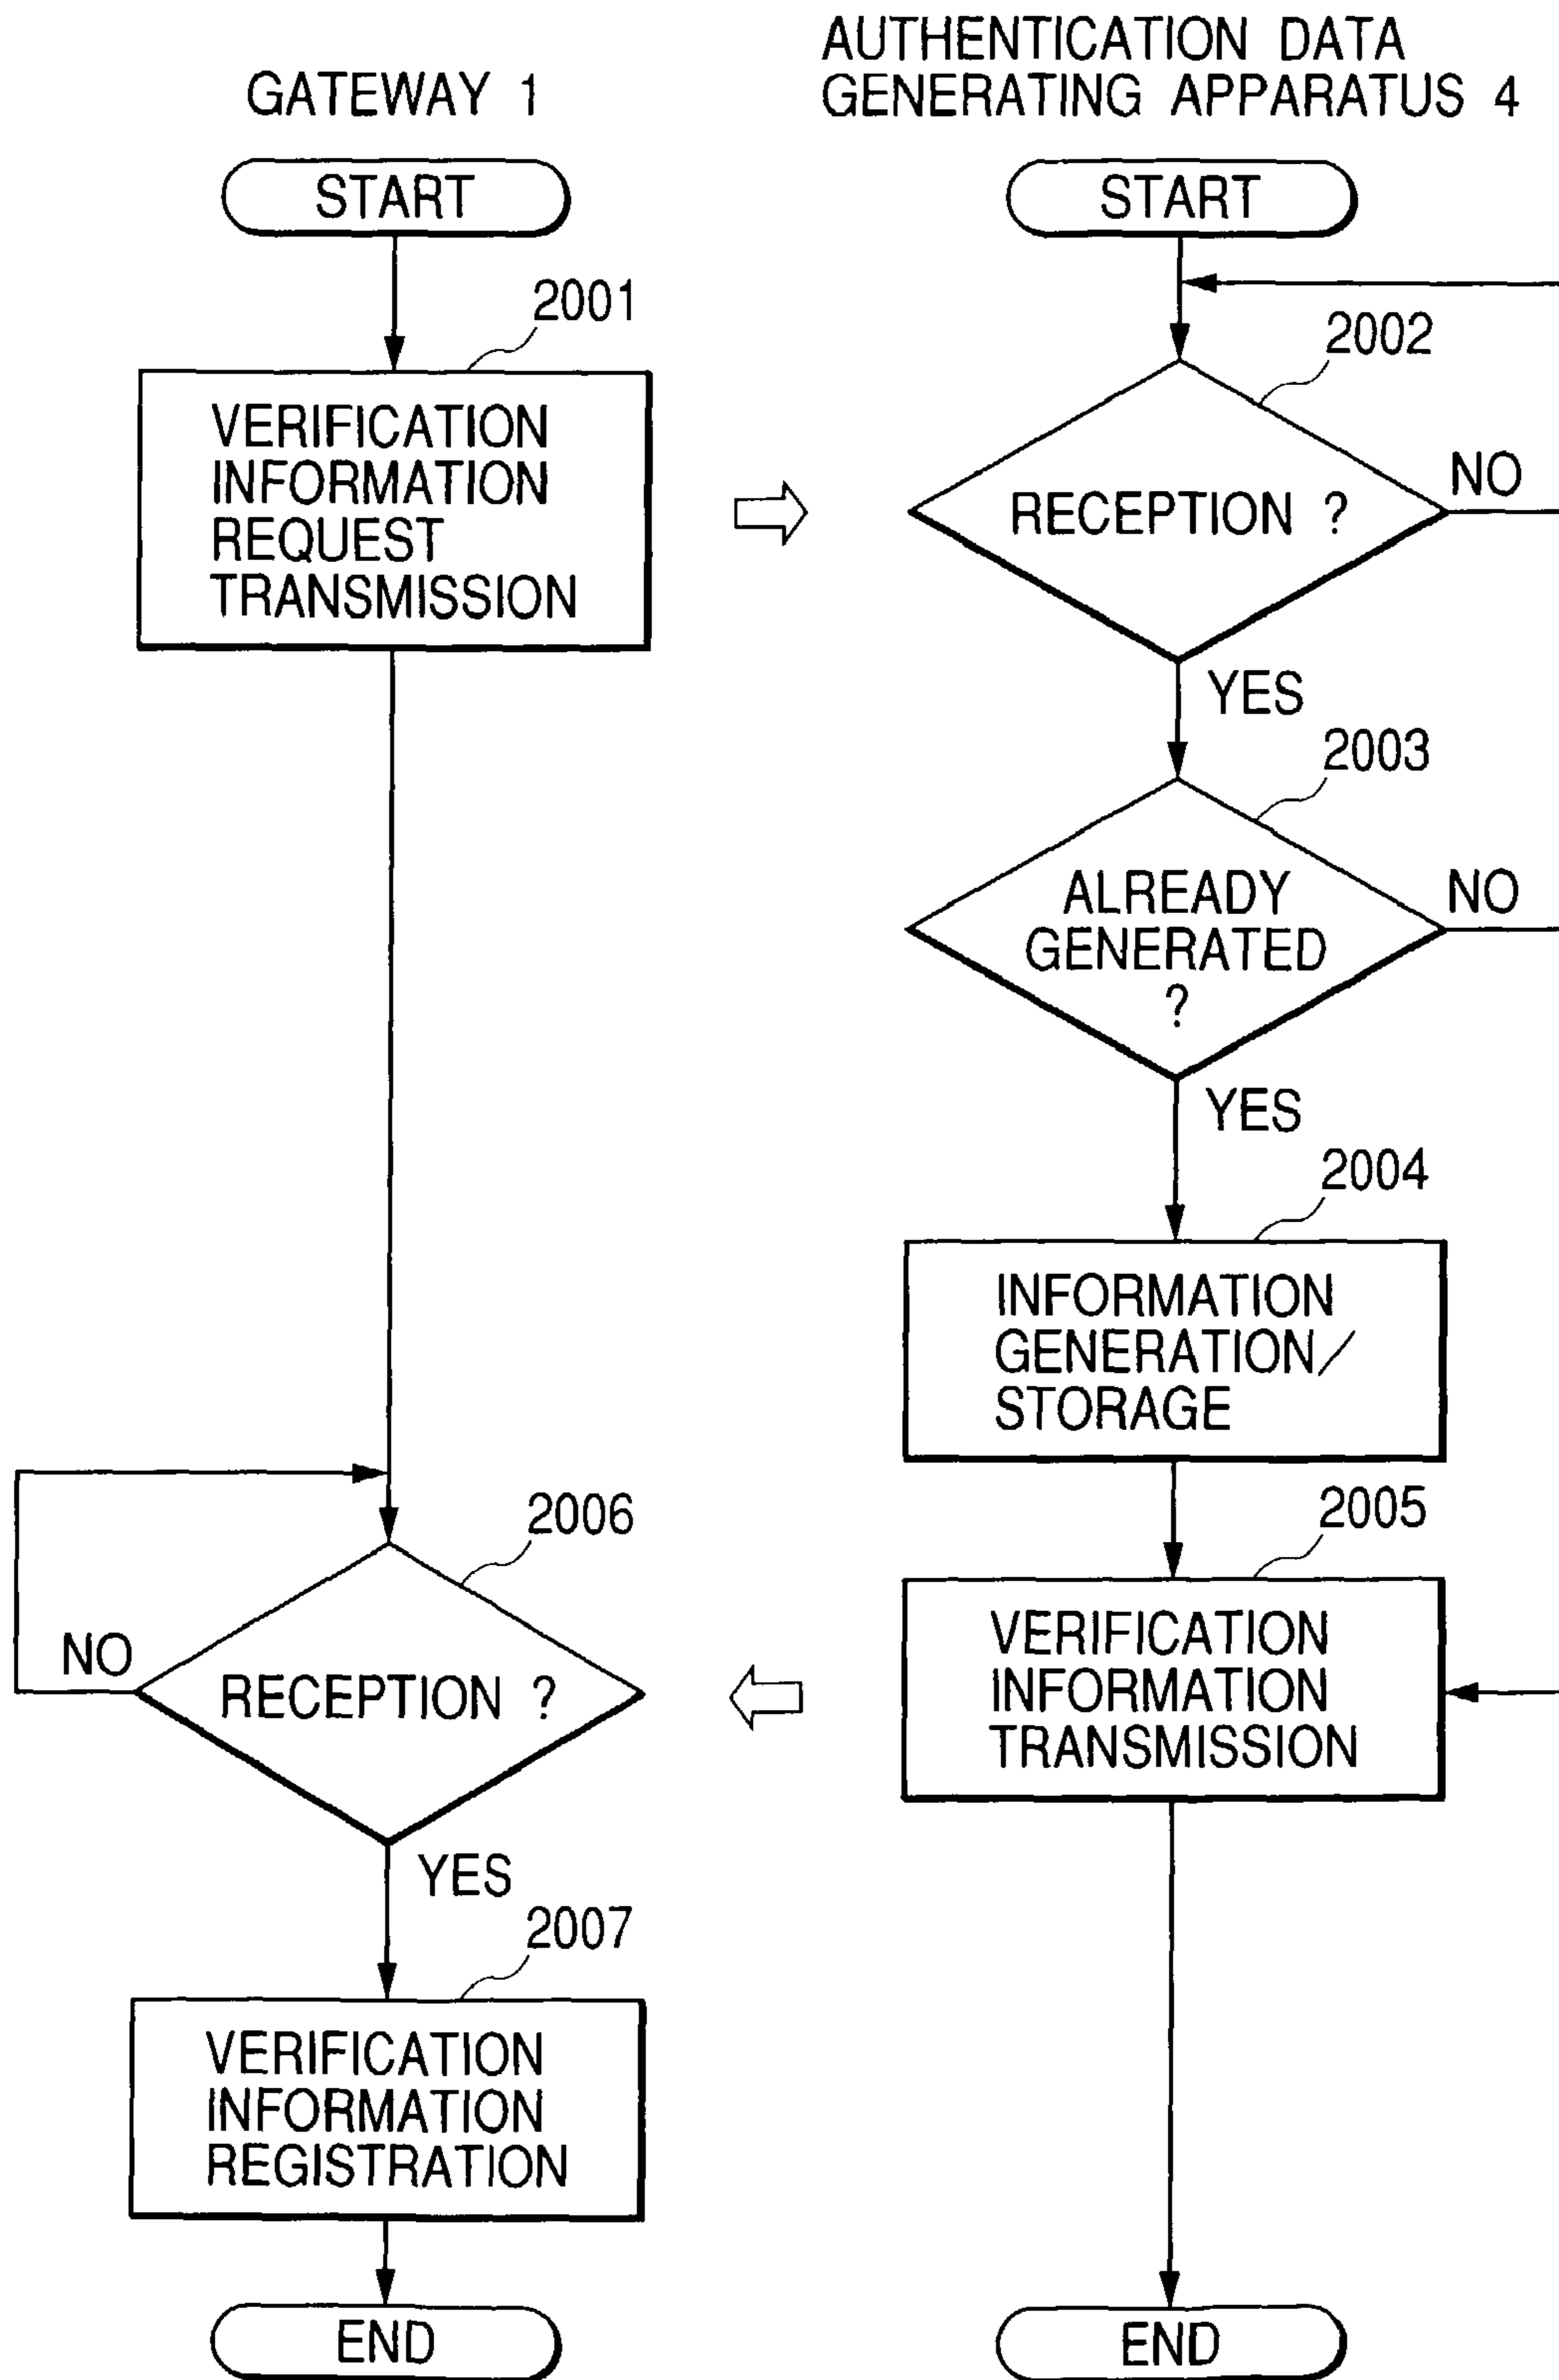 GATEWAY 1
START
2001
VERIFICATION
INFORMATION
REQUEST
TRANSMISSION
2006
NO
RECEPTION ?
YES
2007
VERIFICATION
INFORMATION
REGISTRATION
END
AUTHENTICATION DATA
GENERATING APPARATUS 4
START
2002
RECEPTION ?
NO
YES
2003
ALREADY
GENERATED
?
NO
YES
2004
INFORMATION
GENERATION/
STORAGE
2005
VERIFICATION
INFORMATION
TRANSMISSION
END